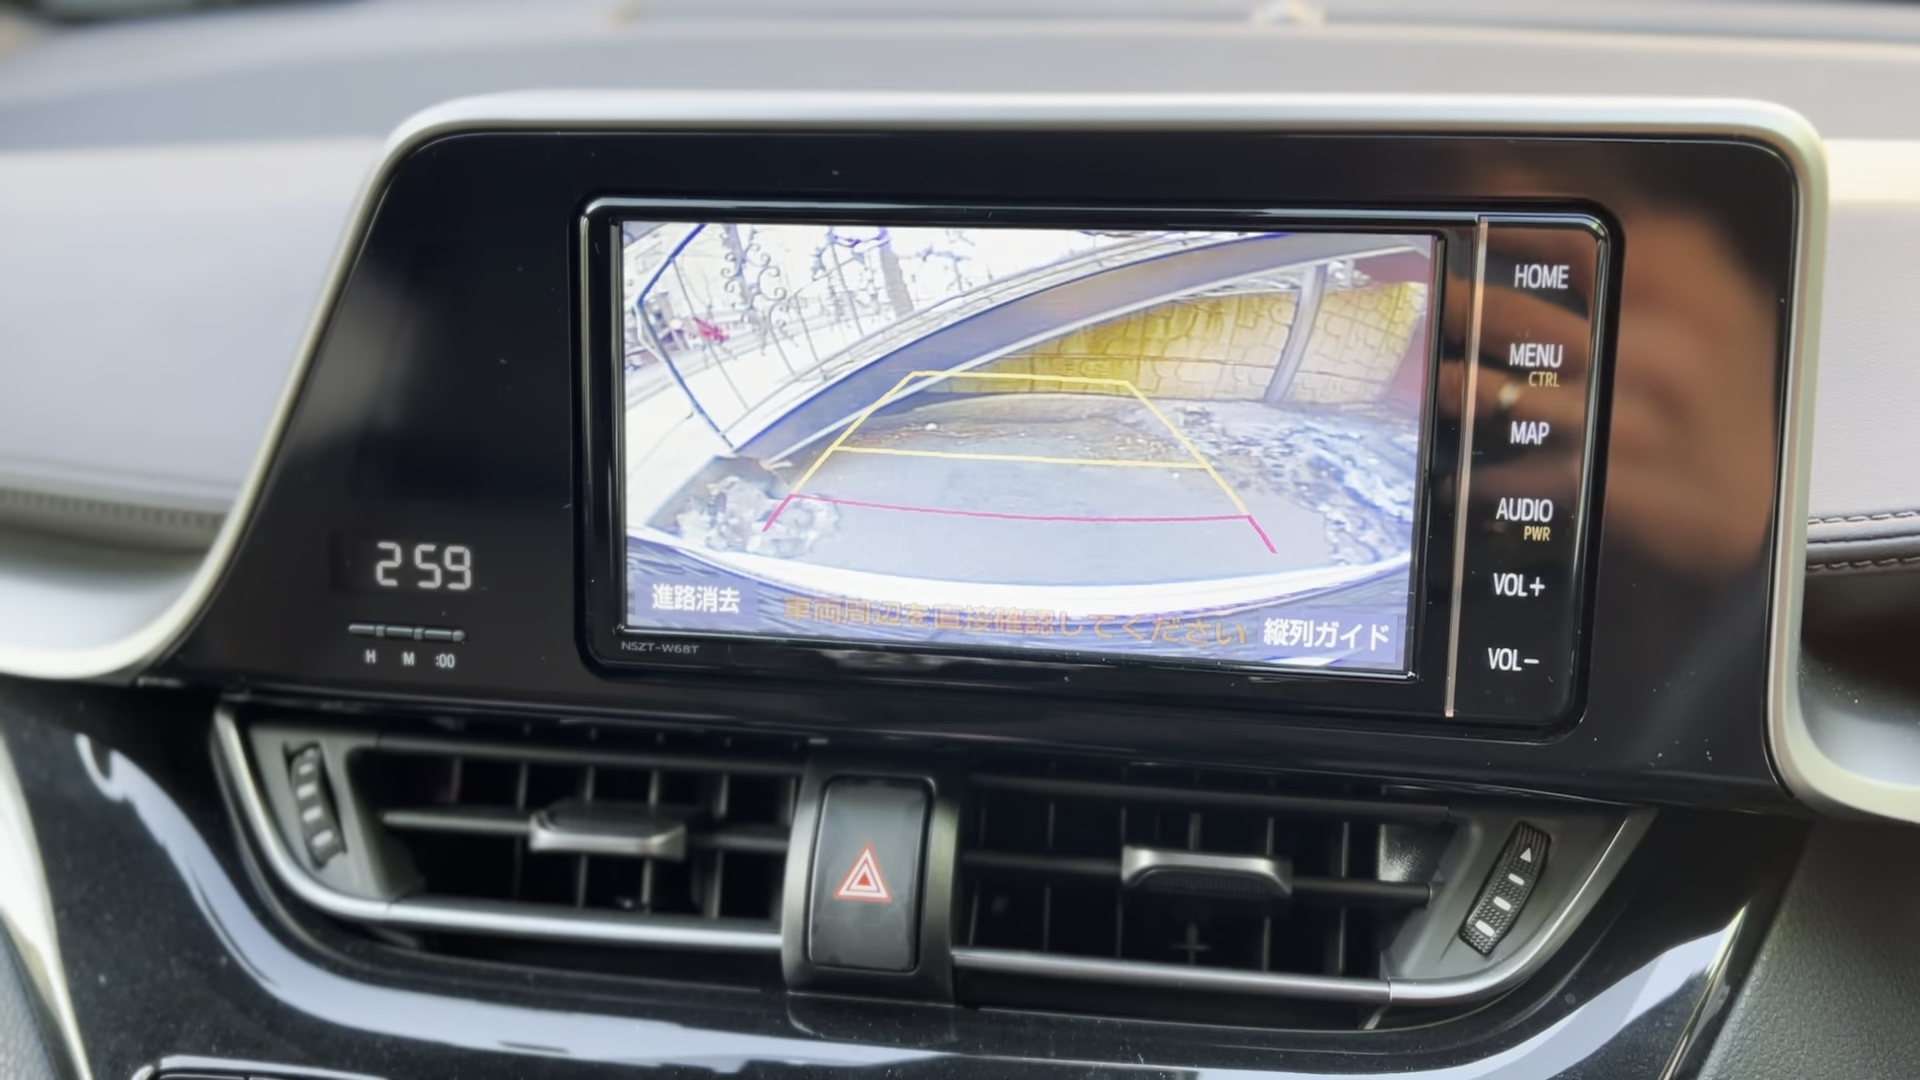 HOME
MENU
CTRL
MAP
AUDIO
PWR
VOL+
VOL-
2 59
H M :00
進路消去
車両周辺を直接確認してください
縦列ガイド
NSZT-W68T